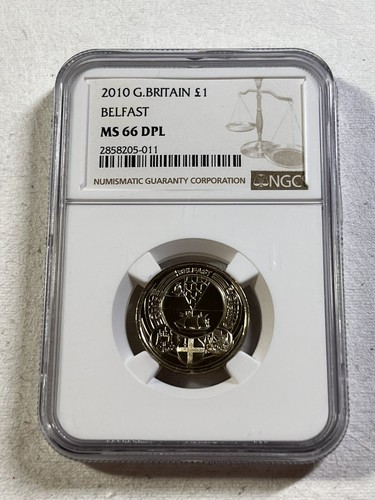 2010 G.BRITAIN £1
BELFAST
MS 66 DPL
2858205-011
NUMISMATIC GUARANTY CORPORATION NGC
BELFAST